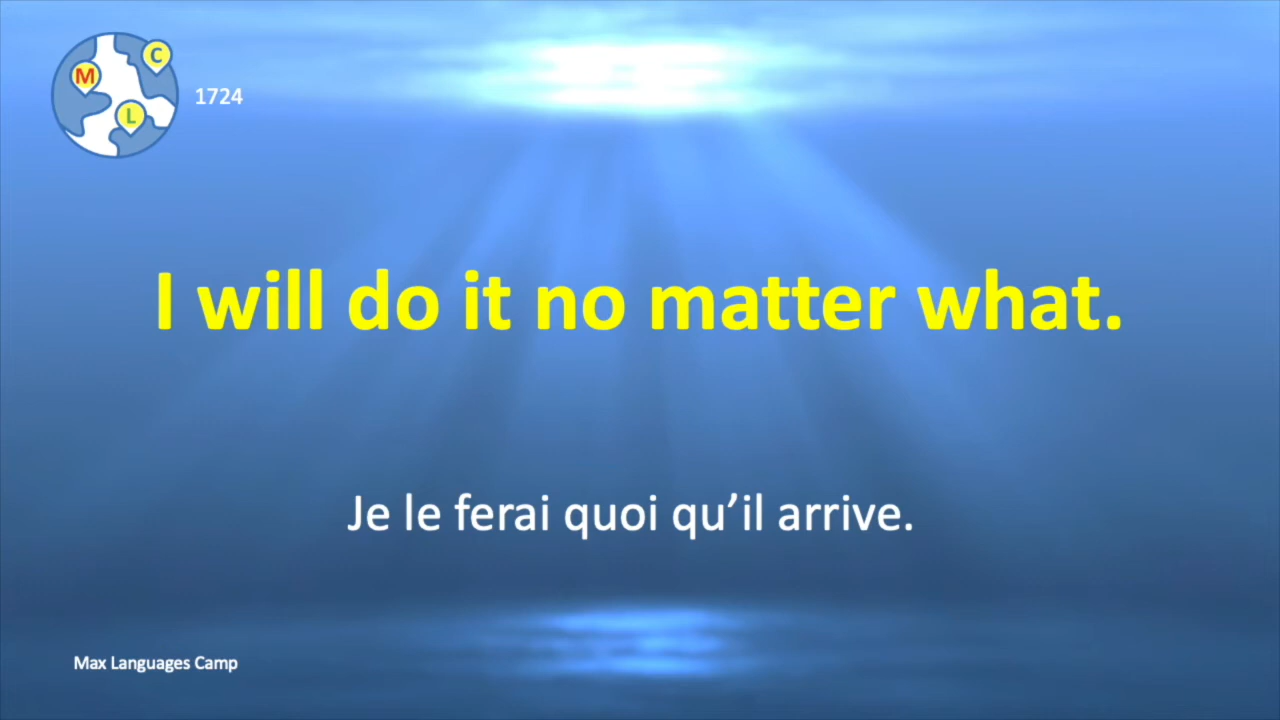 M
C
L
1724
I will do it no matter what.
Je le ferai quoi qu’il arrive.
Max Languages Camp